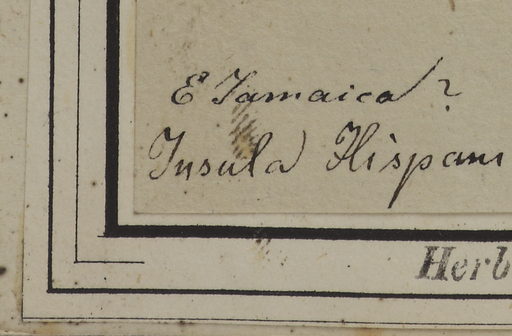 E Jamaica?
Insula Hispani
Herb